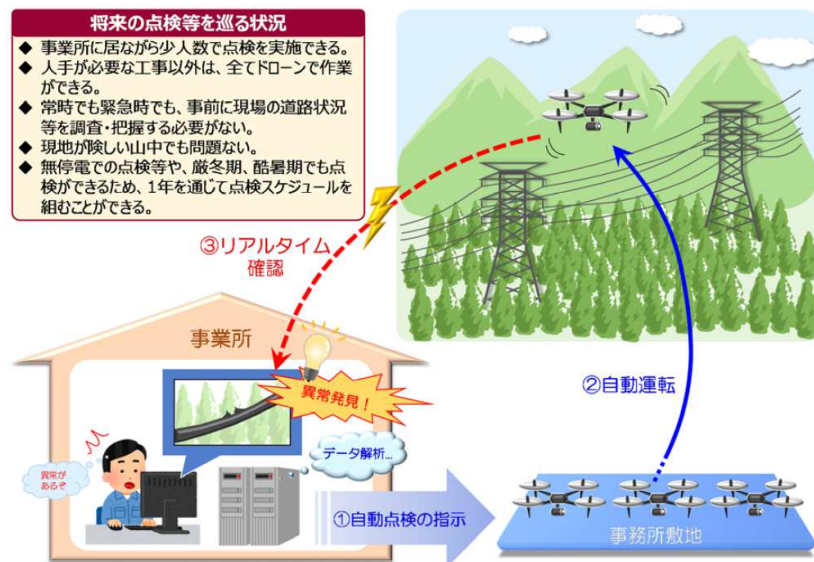 将来の点検等を巡る状況
◆ 事業所に居ながら少人数で点検を実施できる。
◆ 人手が必要な工事以外は、全てドローンで作業
ができる。
◆ 常時でも緊急時でも、事前に現場の道路状況
等を調査・把握する必要がない。
◆ 現地が険しい山中でも問題ない。
◆ 無停電での点検等や、厳冬期、酷暑期でも点
検ができるため、1年を通じて点検スケジュールを
組むことができる。
③リアルタイム
確認
事業所
異常発見！
②自動運転
データ解析...
異常が
あるぞ
①自動点検の指示
事務所敷地